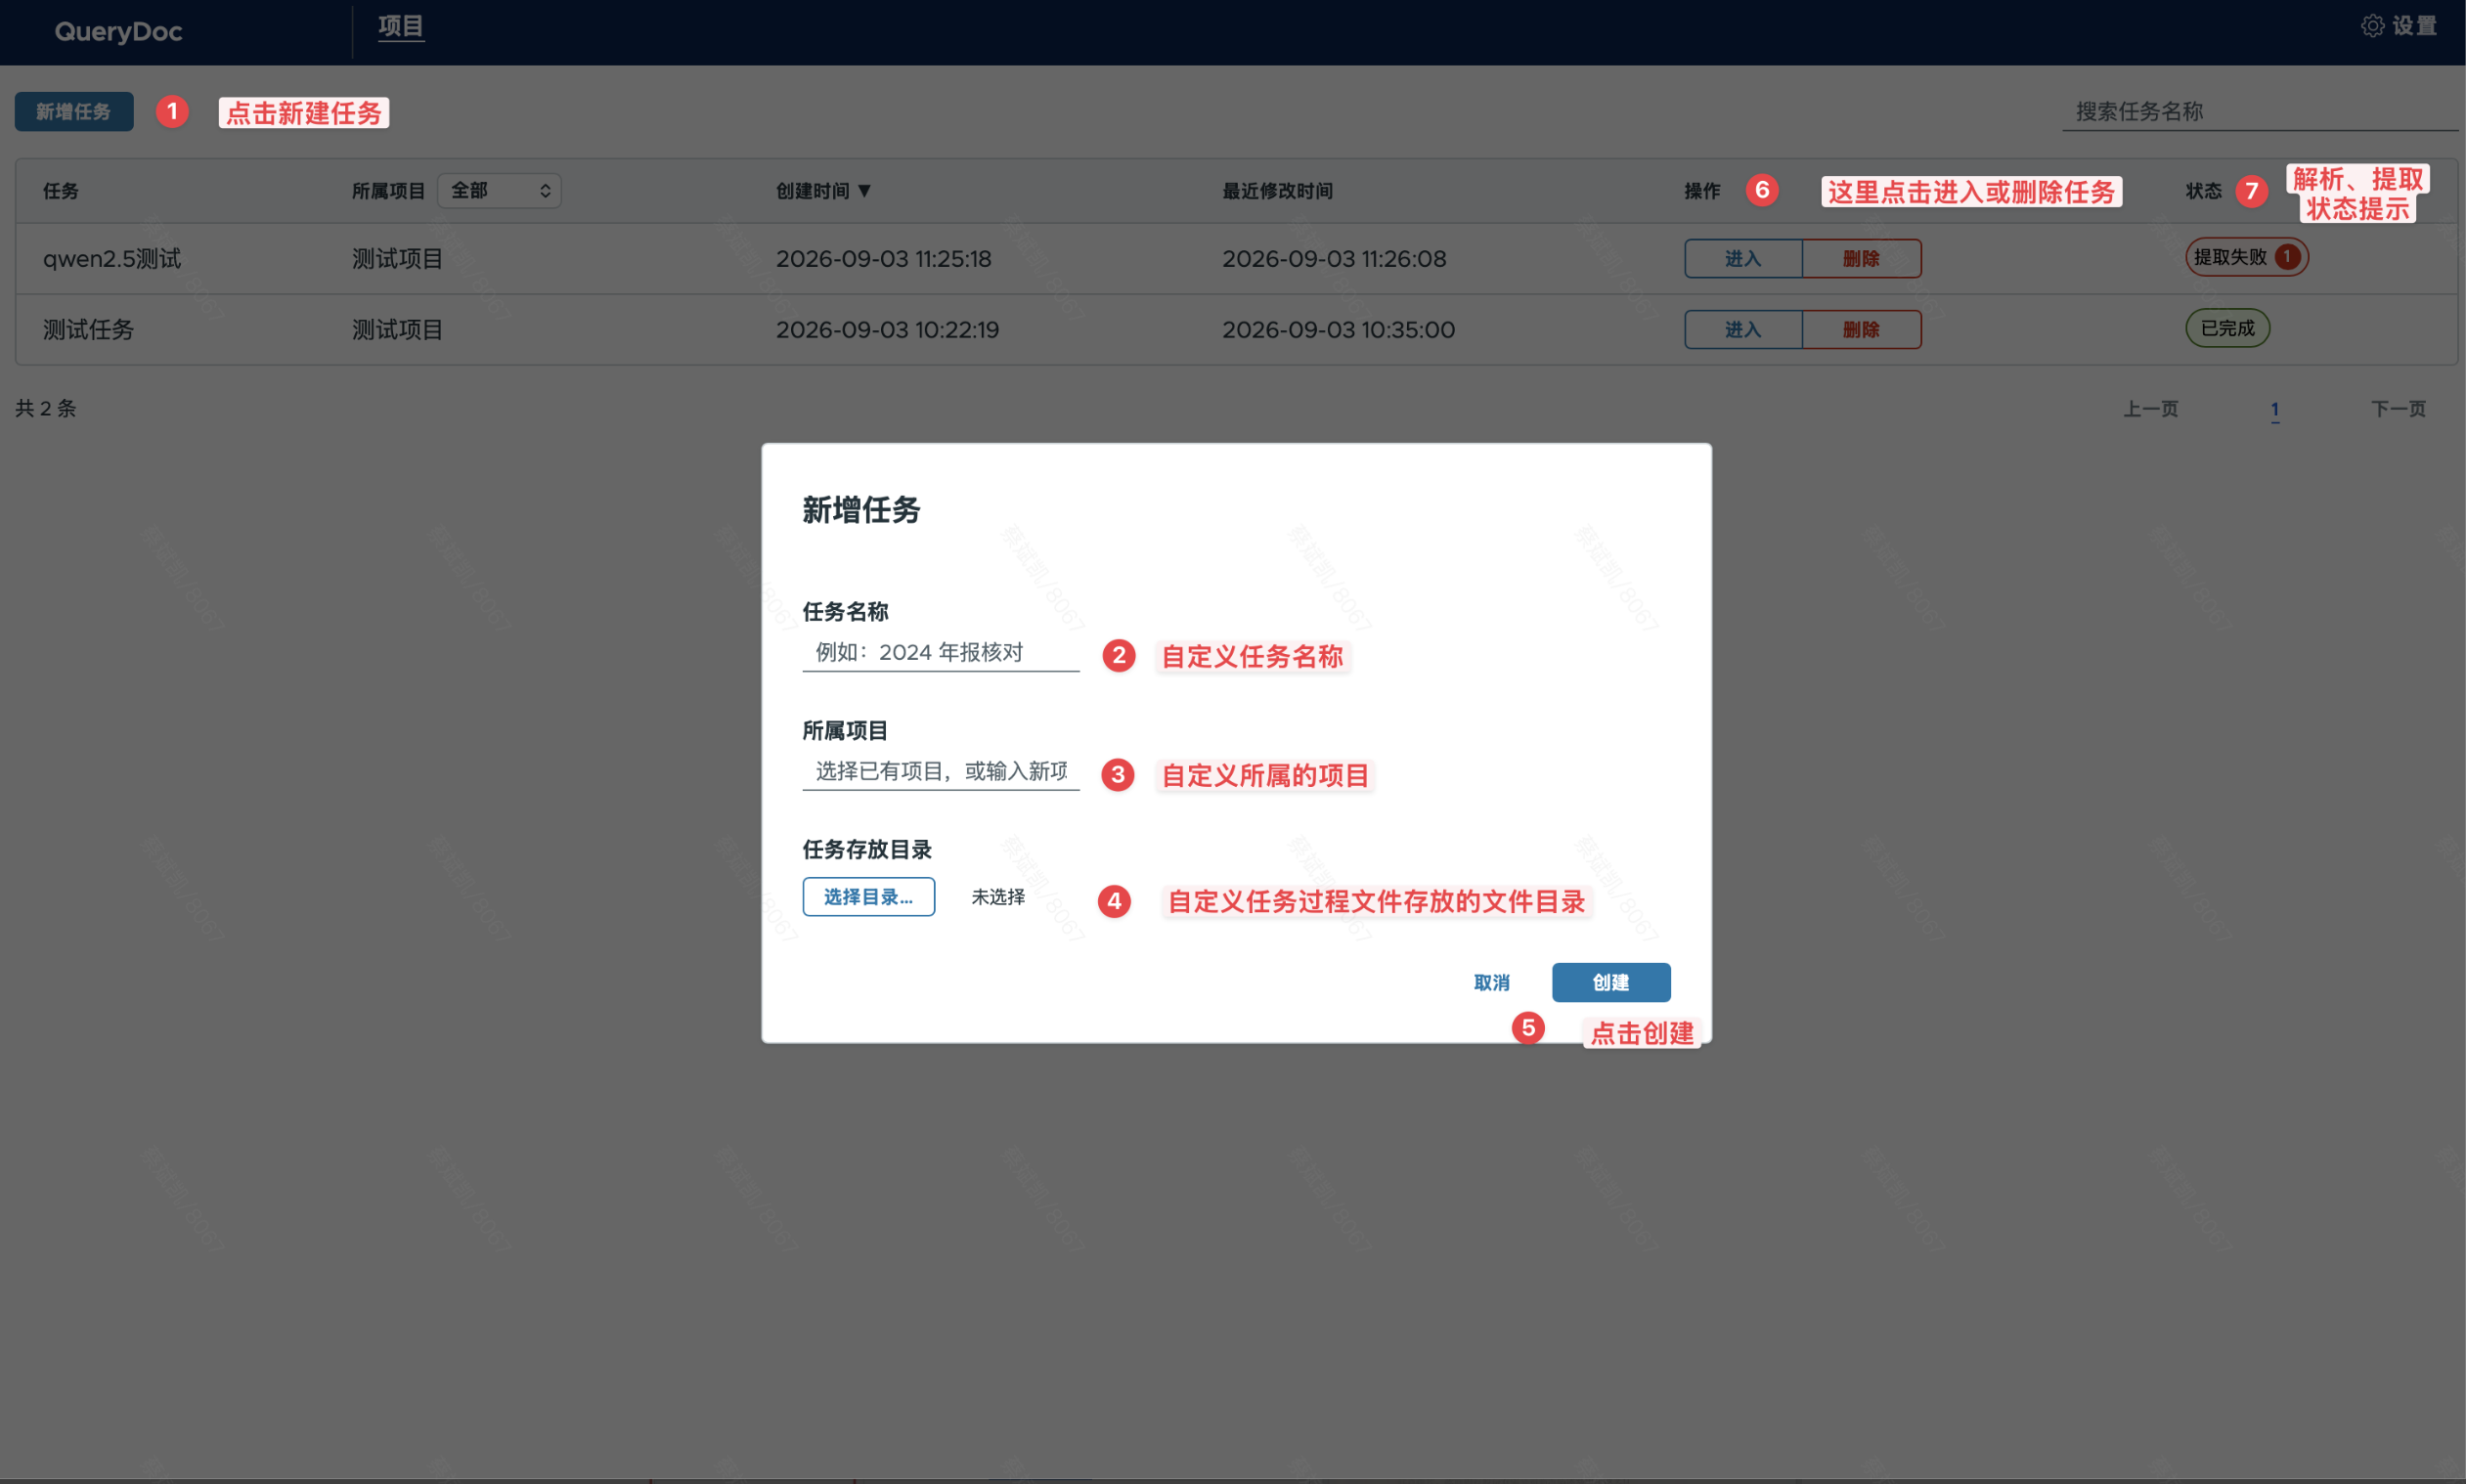 QueryDoc
项目
设置
新增任务
1
点击新建任务
搜索任务名称
任务
所属项目
全部
创建时间 ▼
最近修改时间
操作
6
这里点击进入或删除任务
状态
7
解析、提取
状态提示
qwen2.5测试
测试项目
2026-09-03 11:25:18
2026-09-03 11:26:08
进入
删除
提取失败 1
测试任务
测试项目
2026-09-03 10:22:19
2026-09-03 10:35:00
进入
删除
已完成
共 2 条
上一页
1
下一页
新增任务
任务名称
例如：2024 年报核对
2
自定义任务名称
所属项目
选择已有项目，或输入新项
3
自定义所属的项目
任务存放目录
选择目录...
未选择
4
自定义任务过程文件存放的文件目录
取消
创建
5
点击创建
蔡斌凯/8067